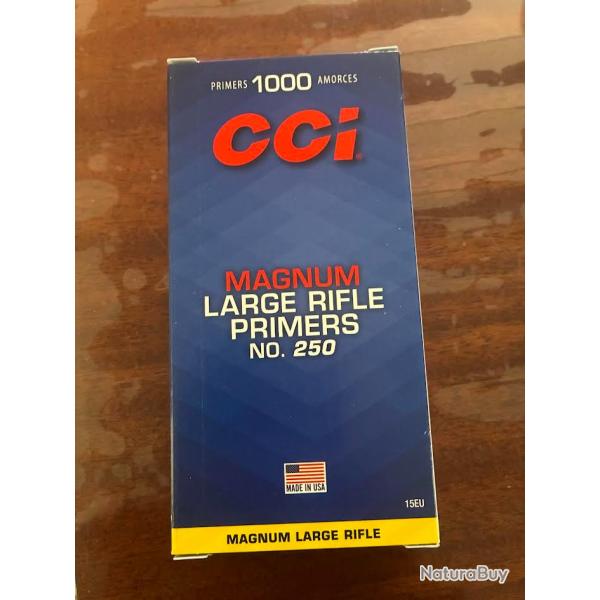 PRIMERS 1000 AMORCES
CCI
MAGNUM
LARGE RIFLE
PRIMERS
NO. 250
MADE IN USA
15EU
MAGNUM LARGE RIFLE
NaturaBuy